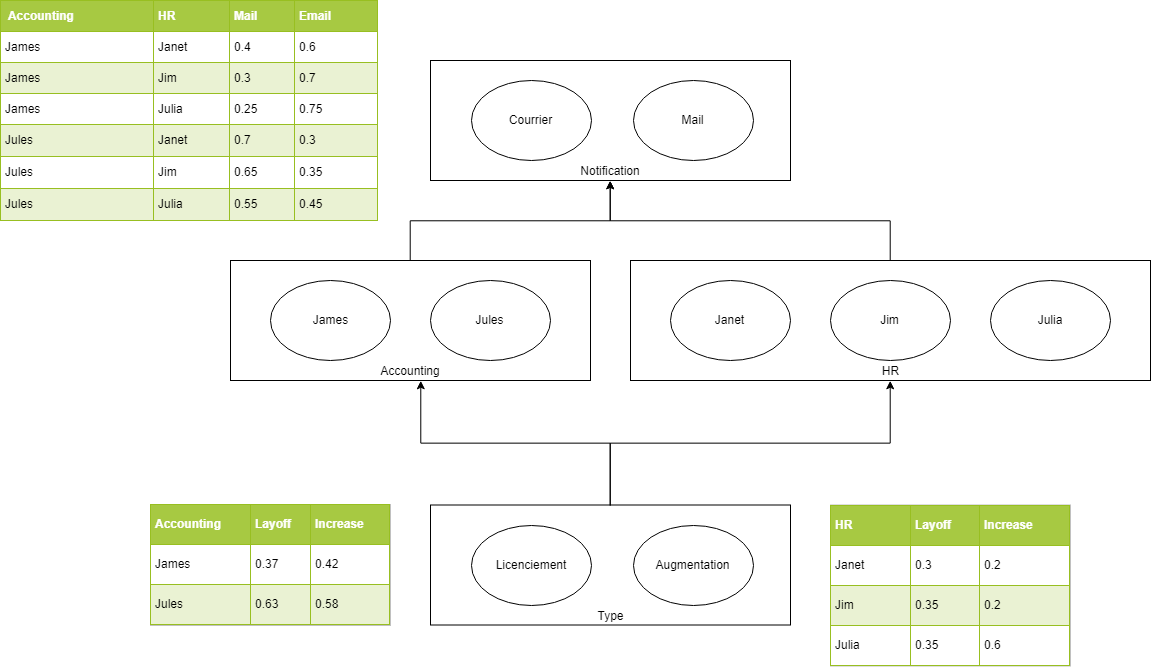 Accounting HR Mail Email
James Janet 0.4 0.6
James Jim 0.3 0.7
James Julia 0.25 0.75
Jules Janet 0.7 0.3
Jules Jim 0.65 0.35
Jules Julia 0.55 0.45
Courrier Mail
Notification
James Jules
Accounting
Janet Jim Julia
HR
Accounting Layoff Increase
James 0.37 0.42
Jules 0.63 0.58
Licenciement Augmentation
Type
HR Layoff Increase
Janet 0.3 0.2
Jim 0.35 0.2
Julia 0.35 0.6